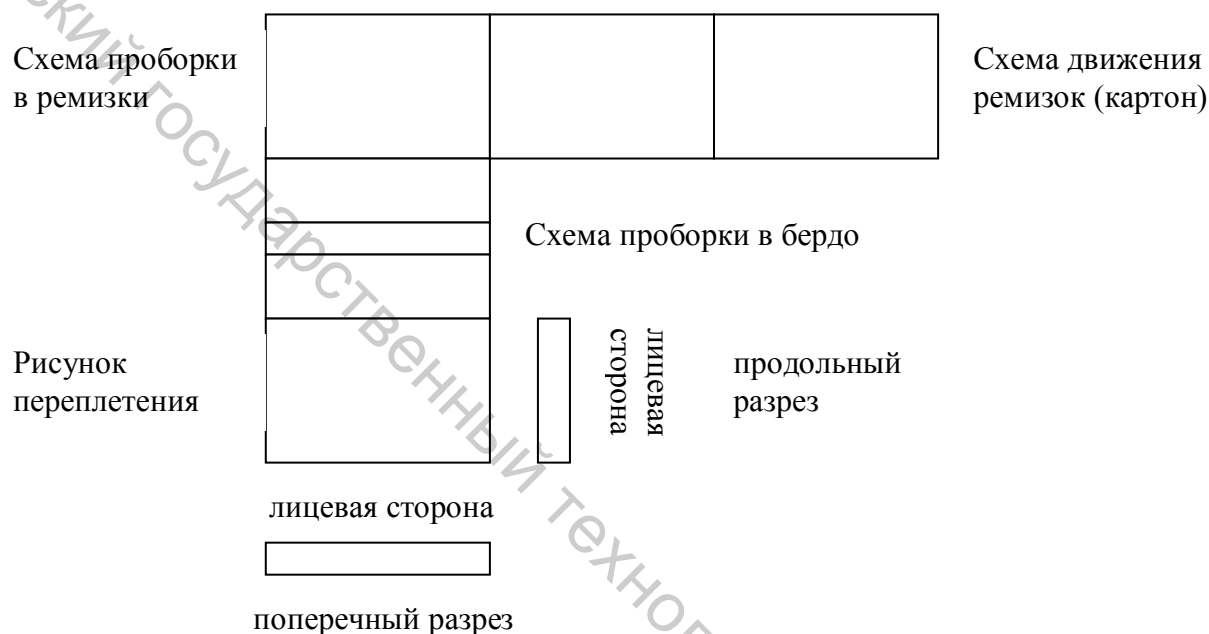 Схема проборки
в ремизки
Схема движения
ремизок (картон)
Схема проборки в бердо
Рисунок
переплетения
лицевая
сторона
продольный
разрез
лицевая сторона
поперечный разрез
государственный